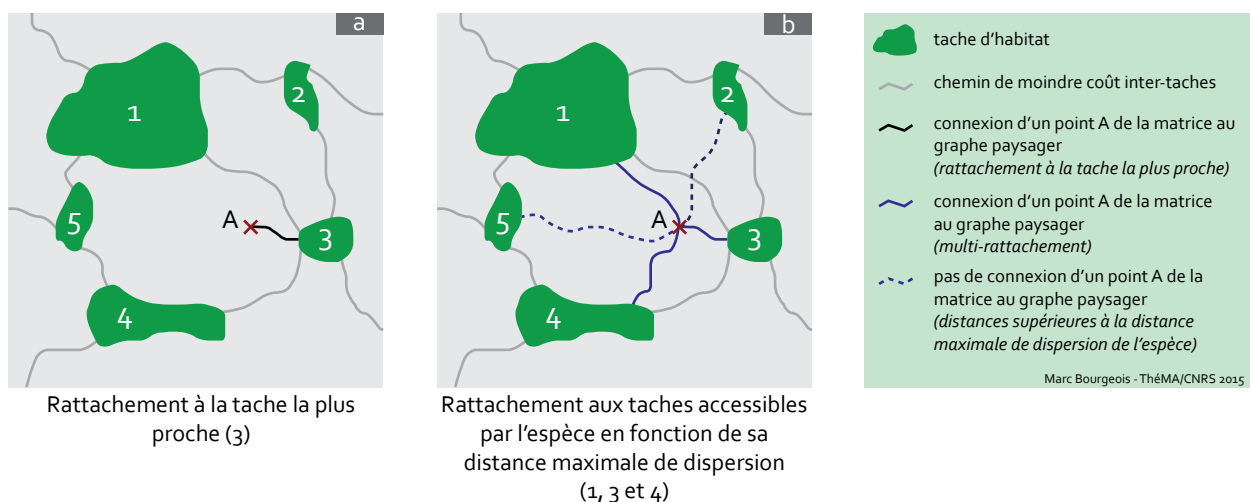 a
1
2
3
4
5
A
Rattachement à la tache la plus
proche (3)
b
1
2
3
4
5
A
Rattachement aux taches accessibles
par l'espèce en fonction de sa
distance maximale de dispersion
(1, 3 et 4)
tache d'habitat
chemin de moindre coût inter-taches
connexion d'un point A de la matrice au
graphe paysager
(rattachement à la tache la plus proche)
connexion d'un point A de la matrice
au graphe paysager
(multi-rattachement)
pas de connexion d'un point A de la
matrice au graphe paysager
(distances supérieures à la distance
maximale de dispersion de l'espèce)
Marc Bourgeois - ThéMA/CNRS 2015